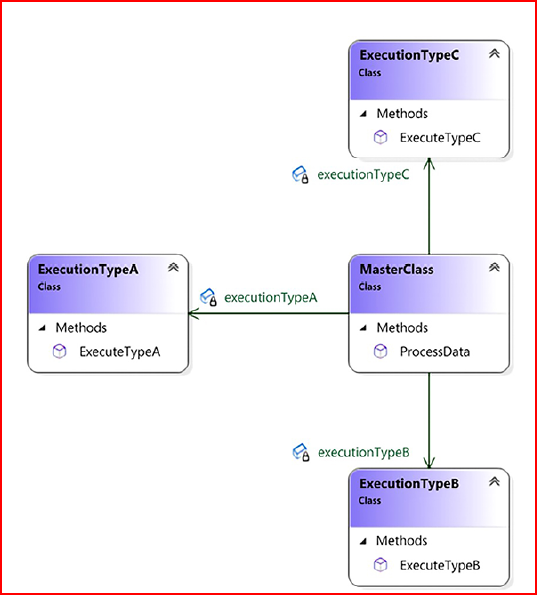 ExecutionTypeC
Class
Methods
ExecuteTypeC
executionTypeC
ExecutionTypeA
Class
Methods
ExecuteTypeA
executionTypeA
MasterClass
Class
Methods
ProcessData
executionTypeB
ExecutionTypeB
Class
Methods
ExecuteTypeB